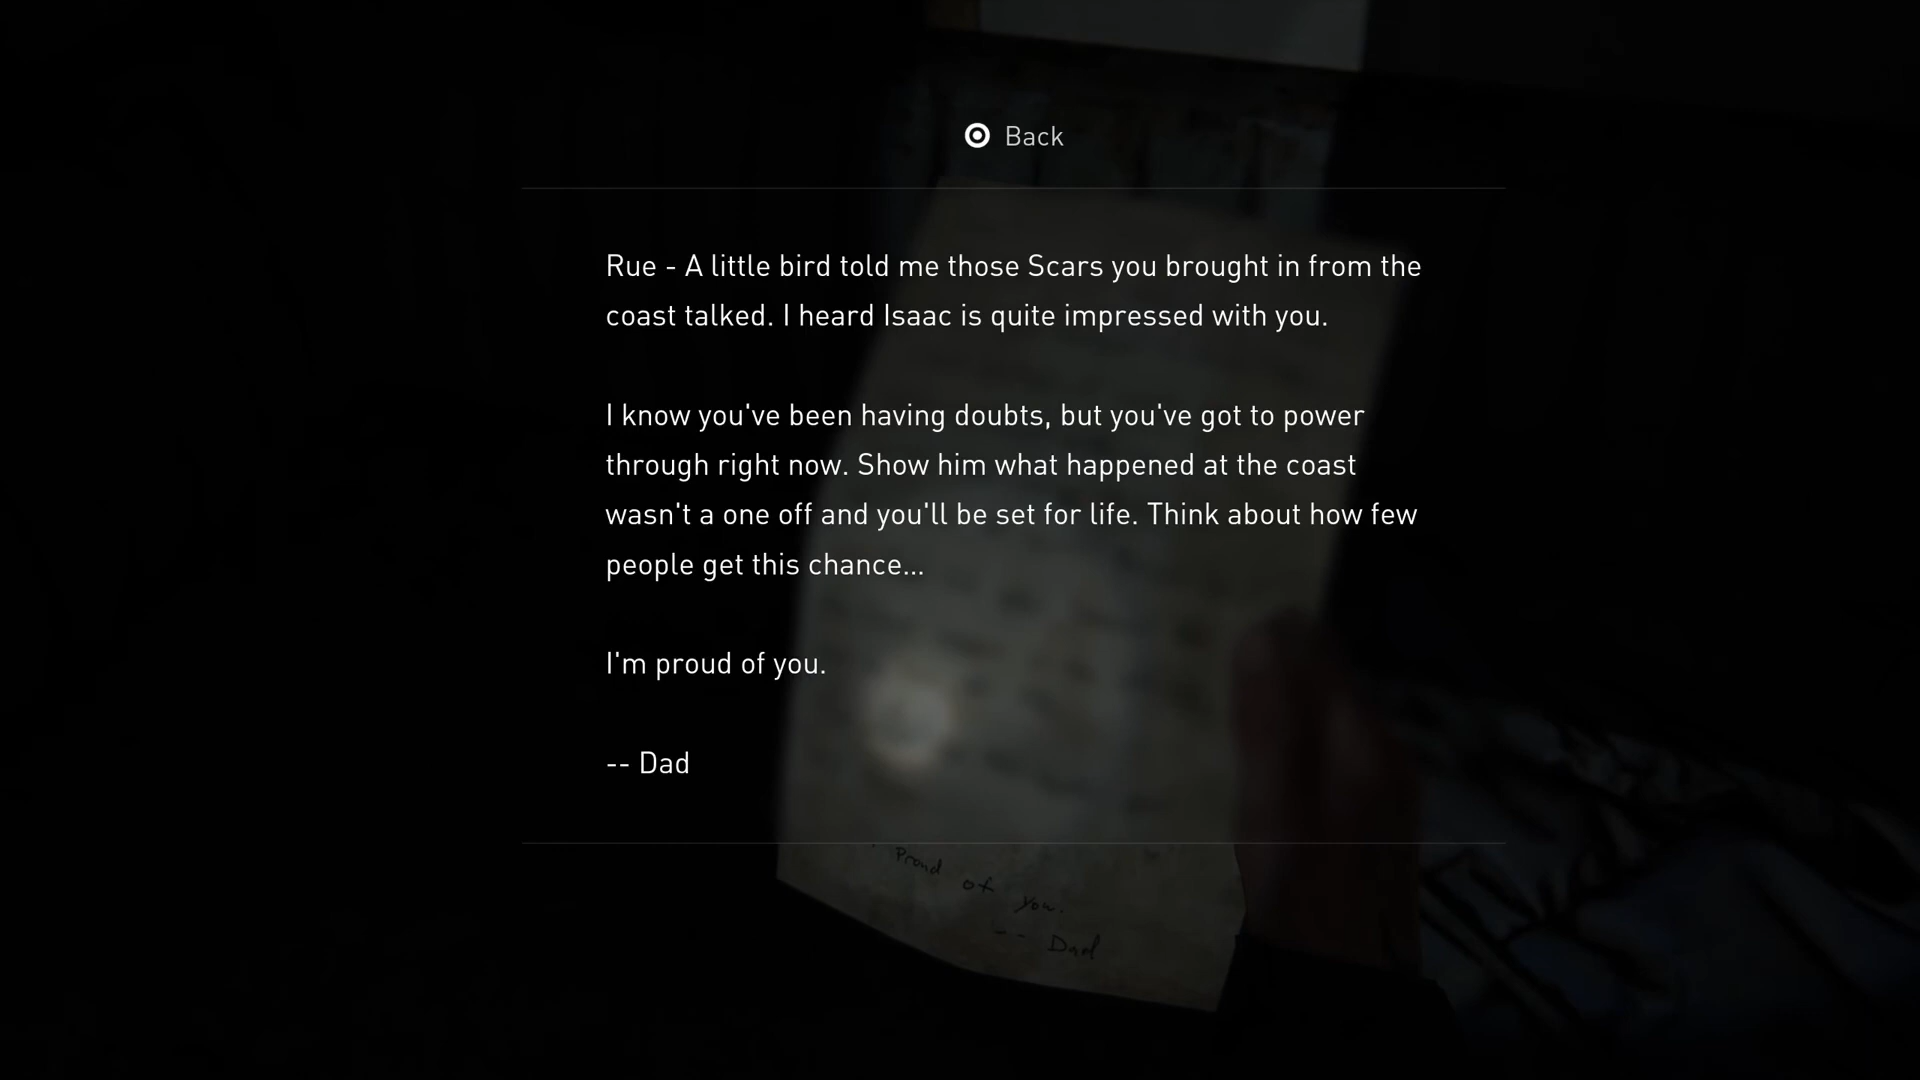 Back
Rue - A little bird told me those Scars you brought in from the
coast talked. I heard Isaac is quite impressed with you.
I know you've been having doubts, but you've got to power
through right now. Show him what happened at the coast
wasn't a one off and you'll be set for life. Think about how few
people get this chance...
I'm proud of you.
-- Dad
Proud of you.
-- Dad